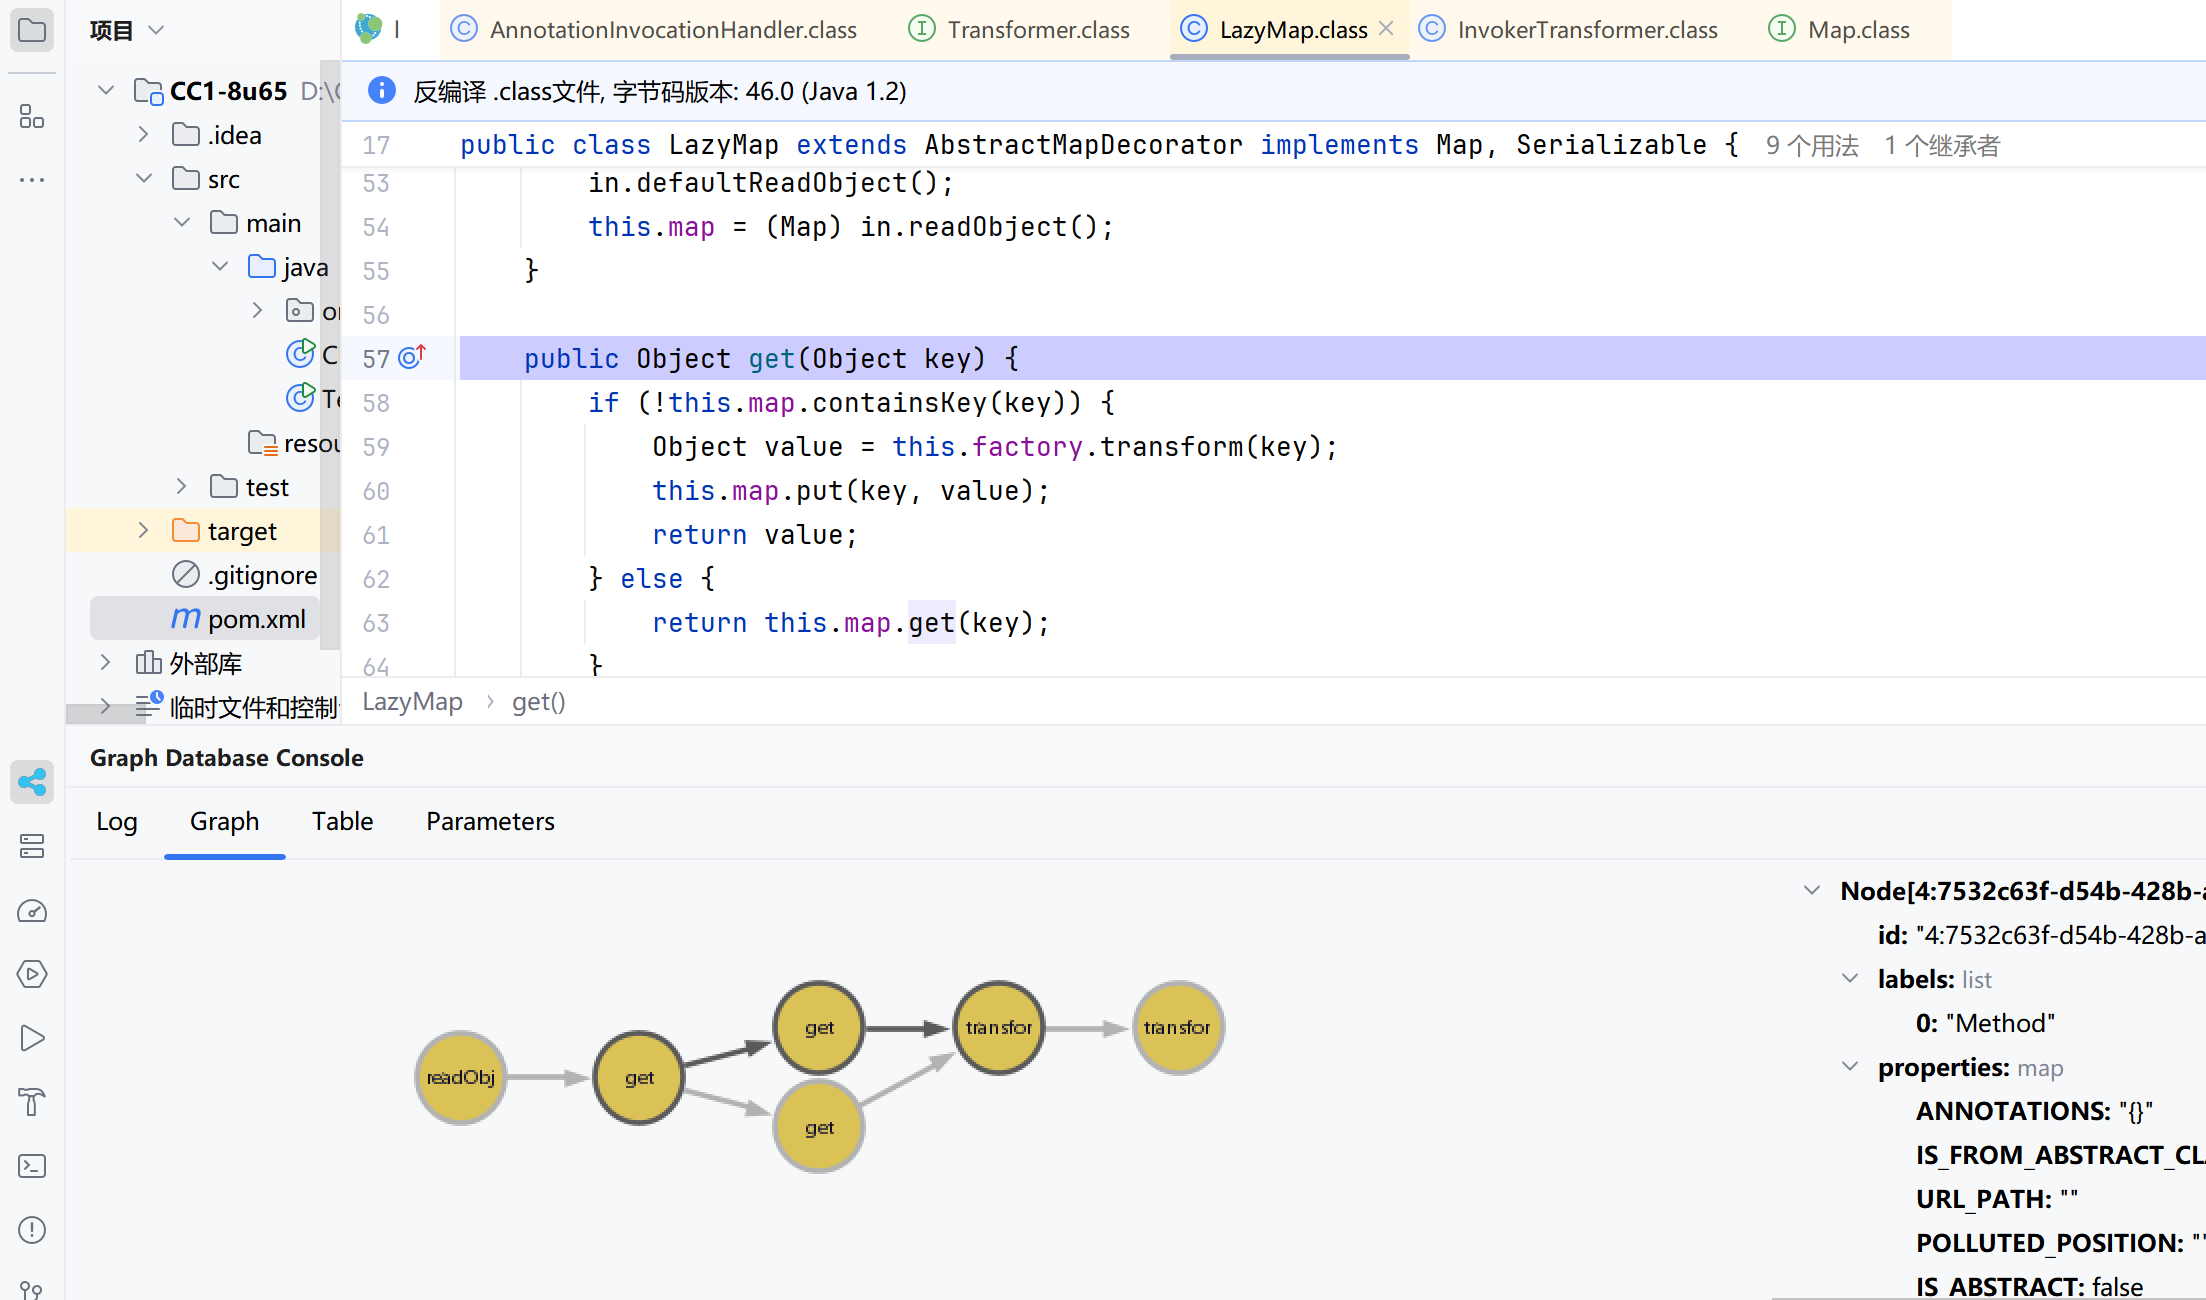 项目
AnnotationInvocationHandler.class
Transformer.class
LazyMap.class
InvokerTransformer.class
Map.class
CC1-8u65 D:\
.idea
src
main
java
test
target
.gitignore
pom.xml
外部库
临时文件和控制
反编译 .class文件, 字节码版本: 46.0 (Java 1.2)
17 public class LazyMap extends AbstractMapDecorator implements Map, Serializable { 9 个用法 1 个继承者
53 in.defaultReadObject();
54 this.map = (Map) in.readObject();
55 }
56
57 public Object get(Object key) {
58 if (!this.map.containsKey(key)) {
59 Object value = this.factory.transform(key);
60 this.map.put(key, value);
61 return value;
62 } else {
63 return this.map.get(key);
64 }
LazyMap › get()
Graph Database Console
Log Graph Table Parameters
readObj
get
get
get
transfor
transfor
Node[4:7532c63f-d54b-428b-
id: "4:7532c63f-d54b-428b-a
labels: list
0: "Method"
properties: map
ANNOTATIONS: "{}"
IS_FROM_ABSTRACT_CL
URL_PATH: ""
POLLUTED_POSITION: "
IS_ABSTRACT: false